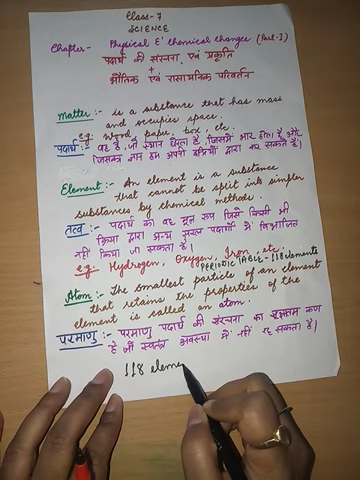 Class-7
SCIENCE
Chapter- Physical & Chemical Changes (Part-I)
पदार्थ की संरचना एवं प्रकृति
+
भौतिक एवं रासायनिक परिवर्तन
Matter:- is a substance that has mass
and occupies space.
eg: Wood, paper, box, etc.
पदार्थ:- वह है, जो स्थान घेरता है, जिसमें भार होता है और
जिसका ज्ञान हम अपनी इन्द्रियों द्वारा कर सकते हैं।
Element:- An element is a substance
that cannot be split into simpler
substances by chemical methods.
तत्व:- पदार्थ का वह मूल रूप जिसे किसी भी
क्रिया द्वारा अन्य सरल पदार्थों में विभाजित
नहीं किया जा सकता है।
eg: Hydrogen, Oxygen, Iron, etc.
PERIODIC TABLE - 118 elements
Atom:- The smallest particle of an element
that retains the properties of the
element is called an atom.
परमाणु:- परमाणु पदार्थ की संरचना का सूक्ष्मतम कण
है जो स्वतंत्र अवस्था में नहीं रह सकता है।
118 eleme